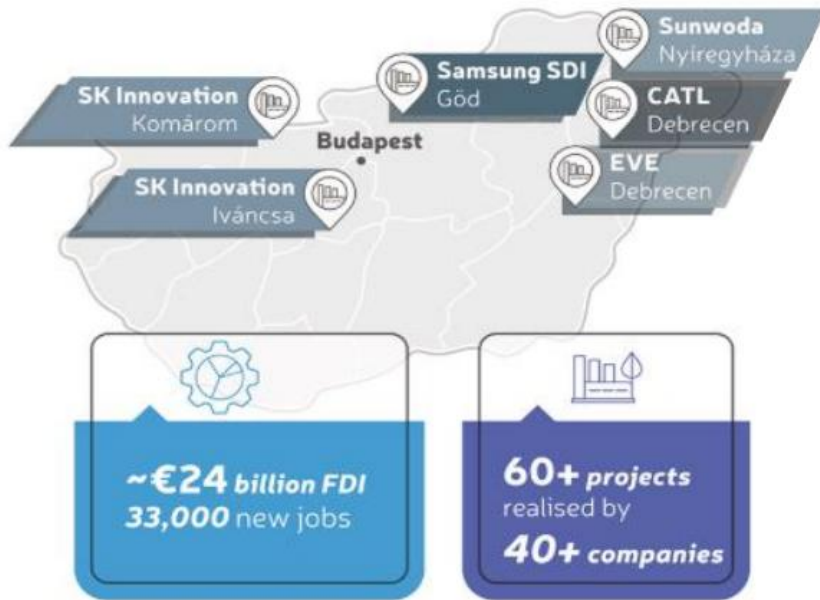 Sunwoda
Nyíregyháza
Samsung SDI
Göd
SK Innovation
Komárom
CATL
Debrecen
Budapest
EVE
Debrecen
SK Innovation
Iváncsa
~€24 billion FDI
33,000 new jobs
60+ projects
realised by
40+ companies